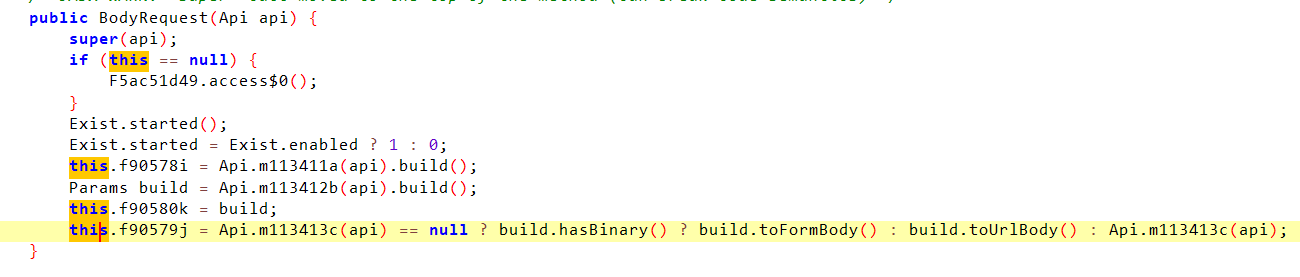 public BodyRequest(Api api) {
super(api);
if (this == null) {
F5ac51d49.access$0();
}
Exist.started();
Exist.started = Exist.enabled ? 1 : 0;
this.f90578i = Api.m113411a(api).build();
Params build = Api.m113412b(api).build();
this.f90580k = build;
this.f90579j = Api.m113413c(api) == null ? build.hasBinary() ? build.toFormBody() : build.toUrlBody() : Api.m113413c(api);
}